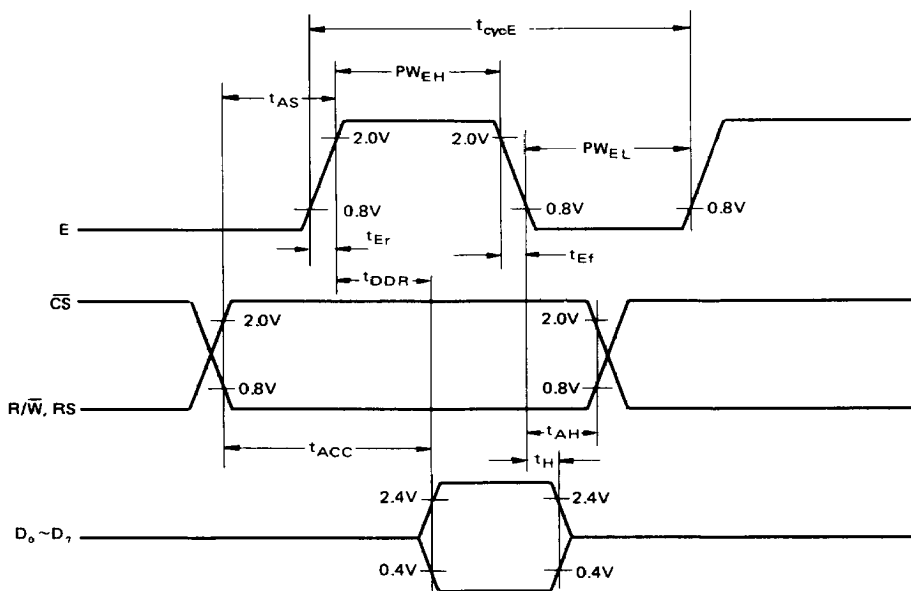 t_cycE
PW_EH
t_AS
2.0V
2.0V
PW_EL
0.8V
0.8V
0.8V
E
t_Er
t_Ef
t_DDR
C̅S̅
2.0V
2.0V
0.8V
0.8V
R/W̅, RS
t_AH
t_ACC
t_H
2.4V
2.4V
D₀~D₇
0.4V
0.4V